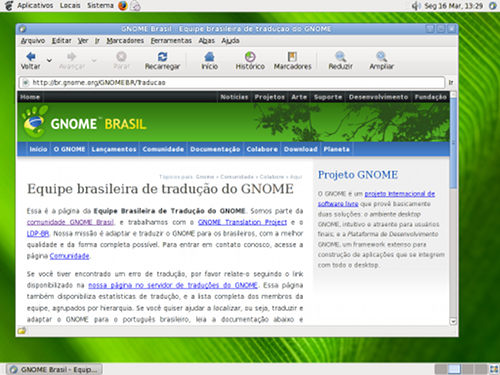 Aplicativos Locais Sistema Seg 16 Mar, 13:29
GNOME Brasil - Equipe brasileira de tradução do GNOME
Arquivo Editar Ver Ir Marcadores Ferramentas Abas Ajuda
Voltar Avançar Parar Recarregar Início Histórico Marcadores Reduzir Ampliar
http://br.gnome.org/GNOMEBR/Traducao Ir
Home Notícias Projetos Arte Suporte Desenvolvimento Fundação
GNOME™ BRASIL
Início O GNOME Lançamentos Comunidade Documentação Colabore Download Planeta
Tópicos pais: Gnome » Comunidade » Colabore » Aqui
Equipe brasileira de tradução do GNOME
Essa é a página da Equipe Brasileira de Tradução do GNOME. Somos parte da
comunidade GNOME Brasil, e trabalhamos com o GNOME Translation Project e o
LDP-BR. Nossa missão é adaptar e traduzir o GNOME para os brasileiros, com a melhor
qualidade e da forma completa possível. Para entrar em contato conosco, acesse a
página Comunidade.
Se você tiver encontrado um erro de tradução, por favor relate-o seguindo o link
disponibilizado na nossa página no servidor de traduções do GNOME. Essa página
também disponibiliza estatísticas de tradução, e a lista completa dos membros da
equipe, agrupados por hierarquia. Se você quiser ajudar a localizar, ou seja, traduzir e
adaptar o GNOME para o português brasileiro, leia a documentação abaixo e
Projeto GNOME
O GNOME é um projeto internacional de
software livre que provê basicamente
duas soluções: o ambiente desktop
GNOME, intuitivo e atraente para usuários
finais; e a Plataforma de Desenvolvimento
GNOME, um framework extenso para
construção de aplicações que se integrem
com todo o desktop.
GNOME Brasil - Equip...